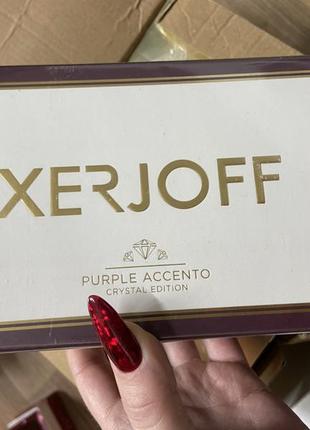 XERJOFF
PURPLE ACCENTO
CRYSTAL EDITION